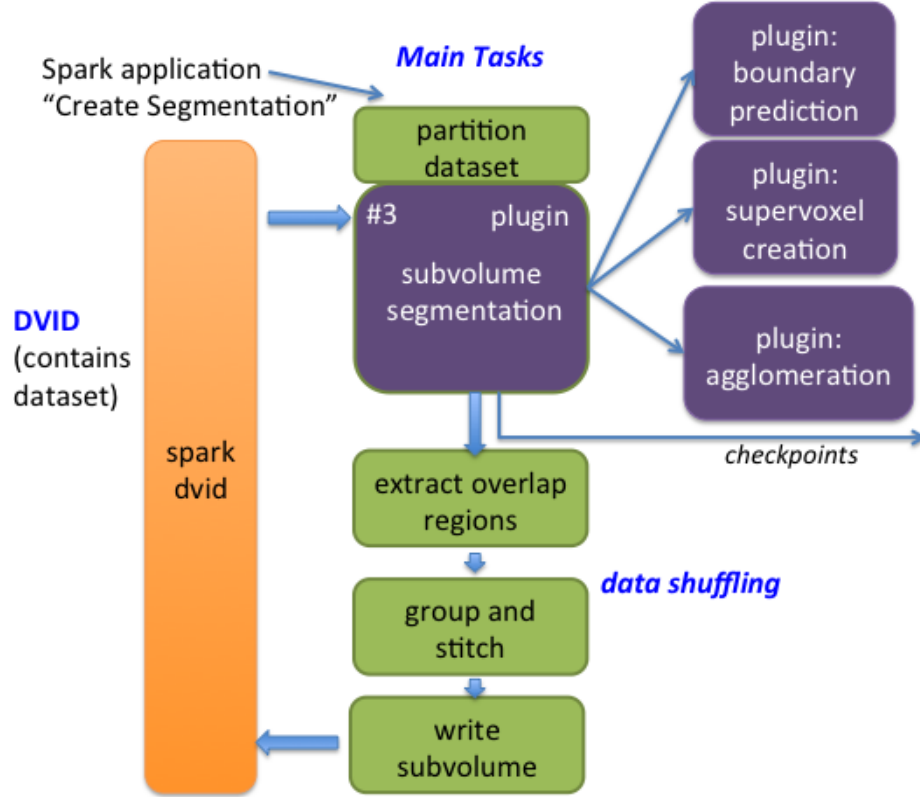 Main Tasks
Spark application
“Create Segmentation”
partition
dataset
#3 plugin
subvolume
segmentation
plugin:
boundary
prediction
plugin:
supervoxel
creation
plugin:
agglomeration
checkpoints
DVID
(contains
dataset)
spark
dvid
extract overlap
regions
data shuffling
group and
stitch
write
subvolume